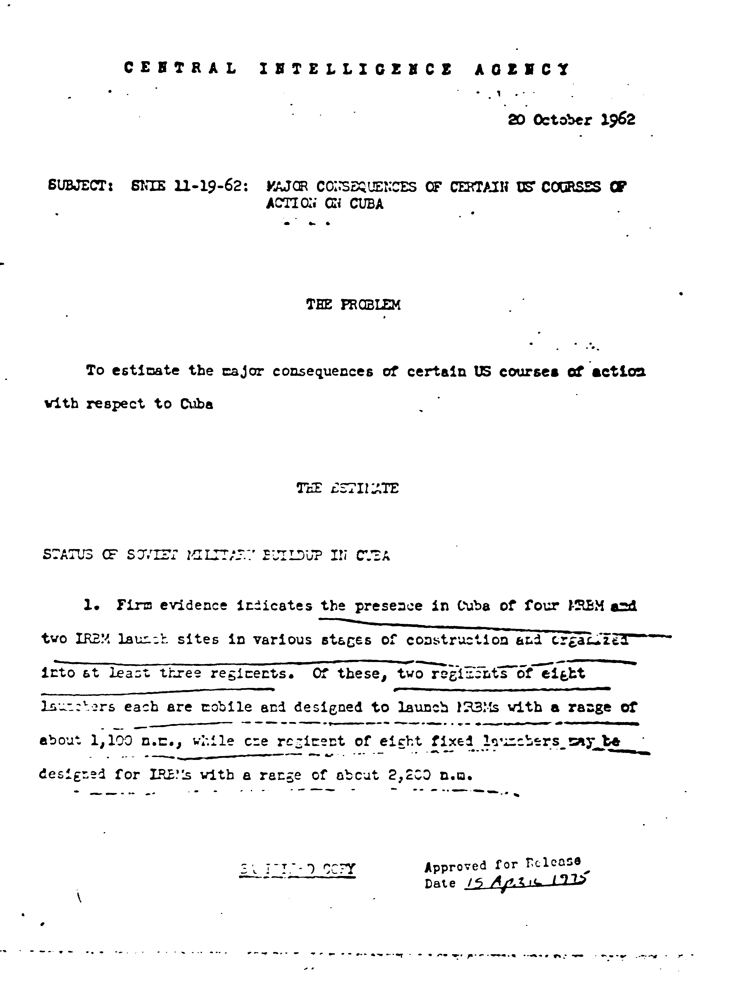 CENTRAL INTELLIGENCE AGENCY
20 October 1962
SUBJECT: SNIE 11-19-62: MAJOR CONSEQUENCES OF CERTAIN US COURSES OF
ACTION ON CUBA
THE PROBLEM
To estimate the major consequences of certain US courses of action
with respect to Cuba
THE ESTIMATE
STATUS OF SOVIET MILITARY BUILDUP IN CUBA
1. Firm evidence indicates the presence in Cuba of four MRBM and
two IRBM launch sites in various stages of construction and organized
into at least three regiments. Of these, two regiments of eight
launchers each are mobile and designed to launch MRBMs with a range of
about 1,100 n.m., while one regiment of eight fixed launchers may be
designed for IRBMs with a range of about 2,200 n.m.
COPY
Approved for Release
Date 15 April 1975